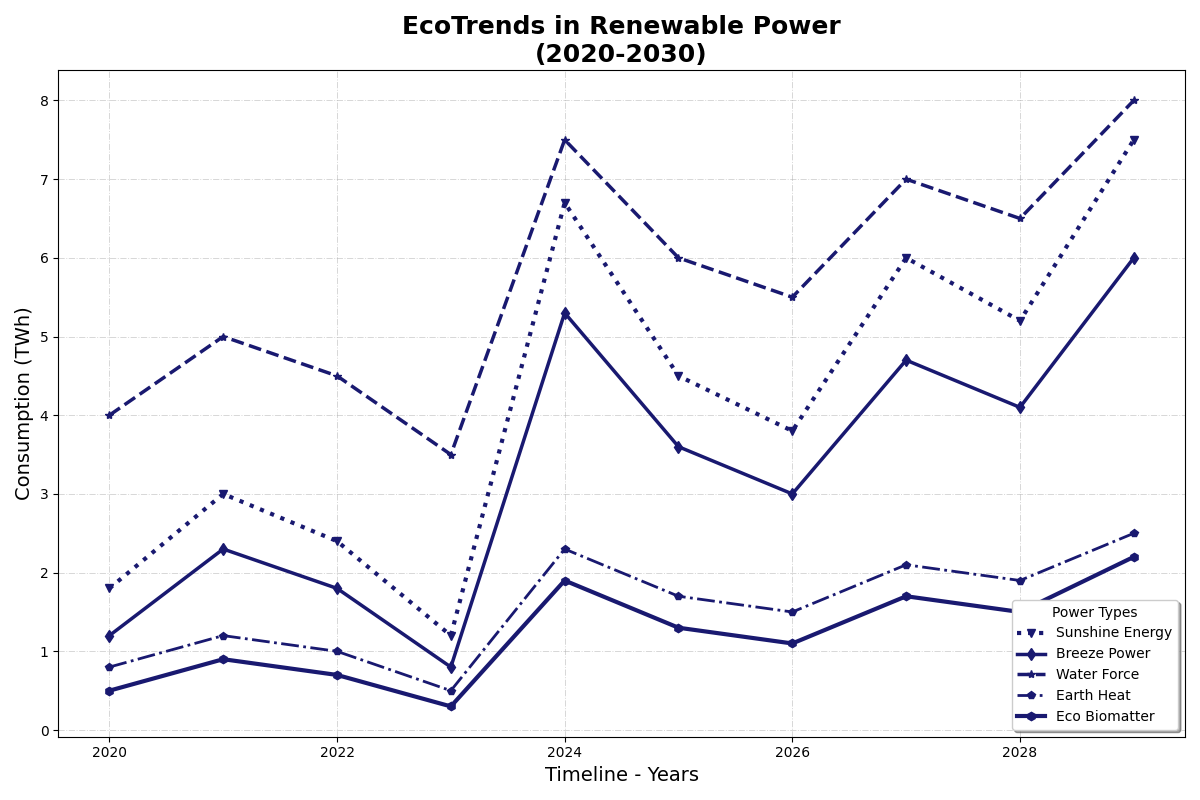 EcoTrends in Renewable Power
(2020-2030)
Consumption (TWh)
8
7
6
5
4
3
2
1
0
2020
2022
2024
2026
2028
Timeline - Years
Power Types
Sunshine Energy
Breeze Power
Water Force
Earth Heat
Eco Biomatter